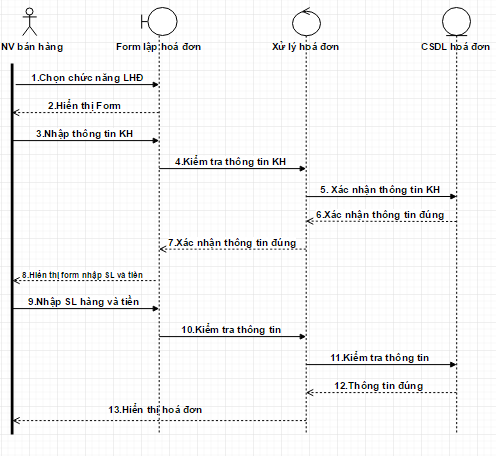 NV bán hàng
Form lập hoá đơn
Xử lý hoá đơn
CSDL hoá đơn
1.Chọn chức năng LHĐ
2.Hiển thị Form
3.Nhập thông tin KH
4.Kiểm tra thông tin KH
5. Xác nhận thông tin KH
6.Xác nhận thông tin đúng
7.Xác nhận thông tin đúng
8.Hiển thị form nhập SL và tiền
9.Nhập SL hàng và tiền
10.Kiểm tra thông tin
11.Kiểm tra thông tin
12.Thông tin đúng
13.Hiển thị hoá đơn